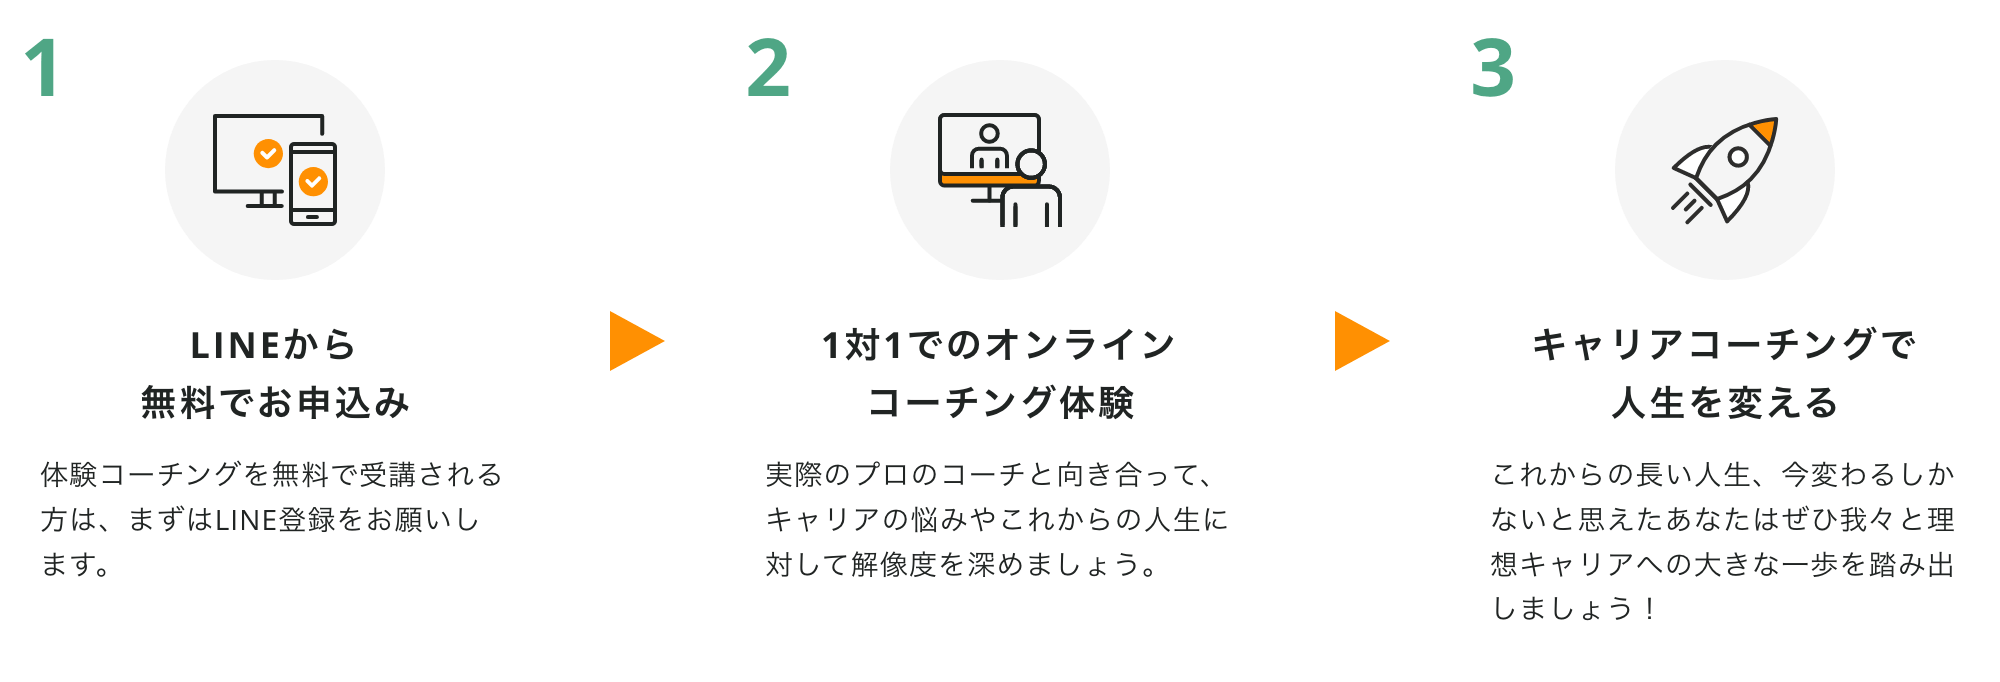 1
LINEから
無料でお申込み
体験コーチングを無料で受講される
方は、まずはLINE登録をお願いし
ます。
2
1対1でのオンライン
コーチング体験
実際のプロのコーチと向き合って、
キャリアの悩みやこれからの人生に
対して解像度を深めましょう。
3
キャリアコーチングで
人生を変える
これからの長い人生、今変わるしか
ないと思えたあなたはぜひ我々と理
想キャリアへの大きな一歩を踏み出
しましょう！